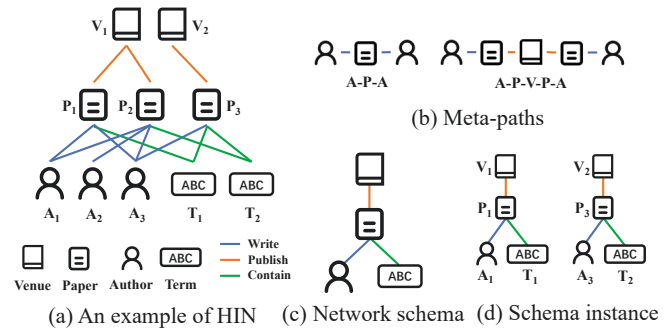 V1 V2
P1 P2 P3
ABC ABC
A1 A2 A3 T1 T2
ABC
Write
Publish
Contain
Venue Paper Author Term
(a) An example of HIN
A-P-A A-P-V-P-A
(b) Meta-paths
ABC
(c) Network schema
V1 V2
P1 P3
ABC ABC
A1 T1 A3 T2
(d) Schema instance